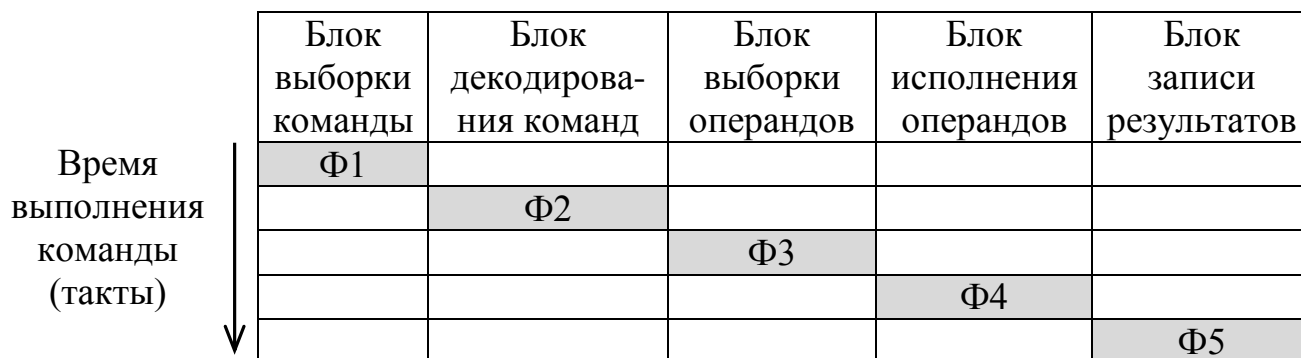 Блок Блок Блок Блок Блок
выборки декодирова- выборки исполнения записи
команды ния команд операндов операндов результатов
Время Ф1
выполнения Ф2
команды Ф3
(такты) Ф4
Ф5